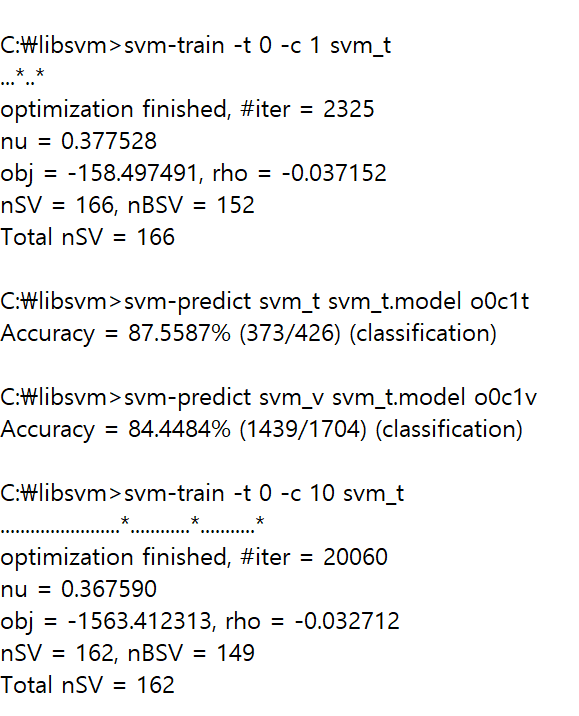 C:₩libsvm>svm-train -t 0 -c 1 svm_t
...*..*
optimization finished, #iter = 2325
nu = 0.377528
obj = -158.497491, rho = -0.037152
nSV = 166, nBSV = 152
Total nSV = 166
C:₩libsvm>svm-predict svm_t svm_t.model o0c1t
Accuracy = 87.5587% (373/426) (classification)
C:₩libsvm>svm-predict svm_v svm_t.model o0c1v
Accuracy = 84.4484% (1439/1704) (classification)
C:₩libsvm>svm-train -t 0 -c 10 svm_t
........................*............*...........*
optimization finished, #iter = 20060
nu = 0.367590
obj = -1563.412313, rho = -0.032712
nSV = 162, nBSV = 149
Total nSV = 162